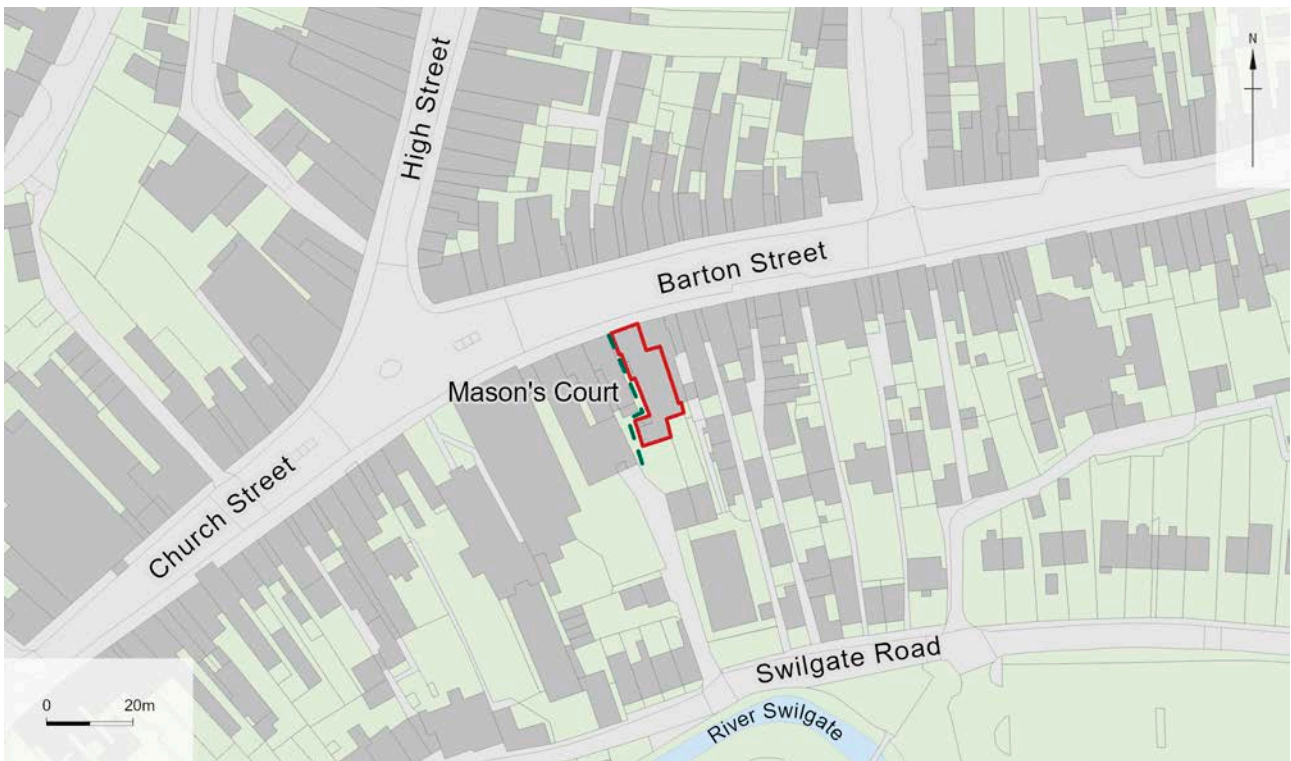 N
High Street
Barton Street
Mason's Court
Church Street
Swilgate Road
River Swilgate
0 20m